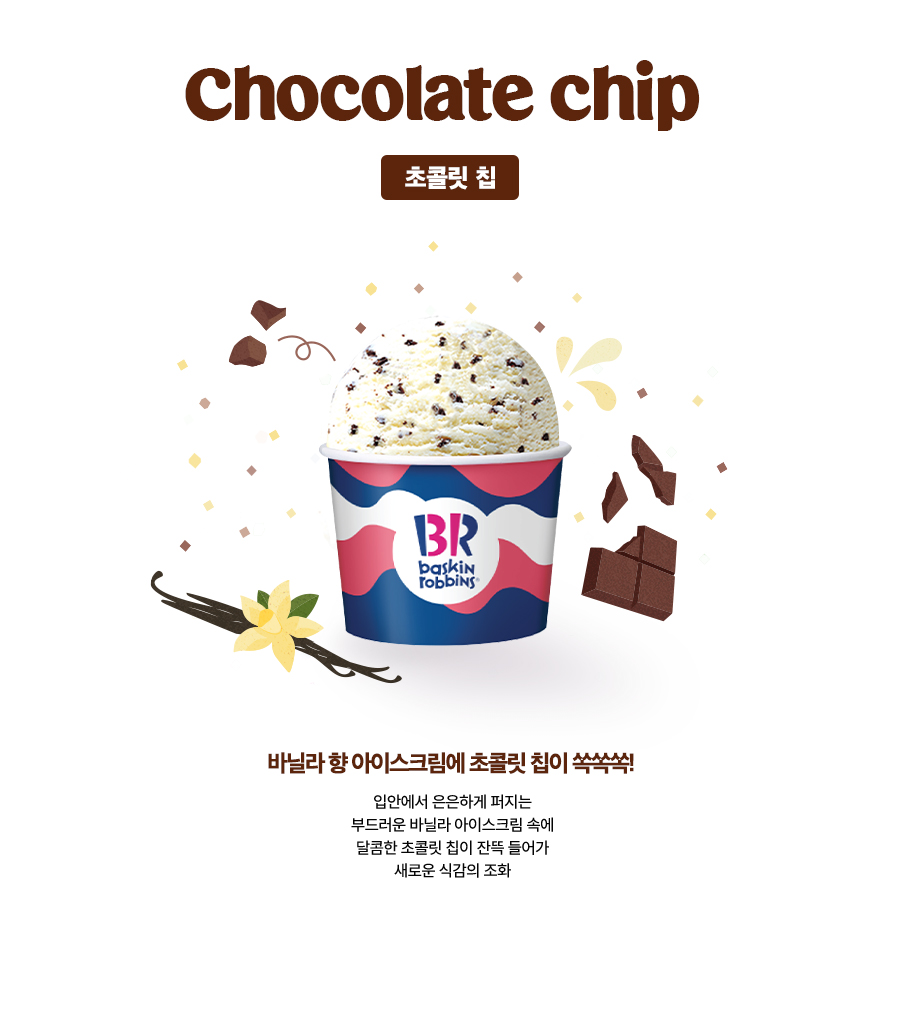 Chocolate chip
초콜릿 칩
BR
baskin
robbins®
바닐라 향 아이스크림에 초콜릿 칩이 쏙쏙쏙!
입안에서 은은하게 퍼지는
부드러운 바닐라 아이스크림 속에
달콤한 초콜릿 칩이 잔뜩 들어가
새로운 식감의 조화